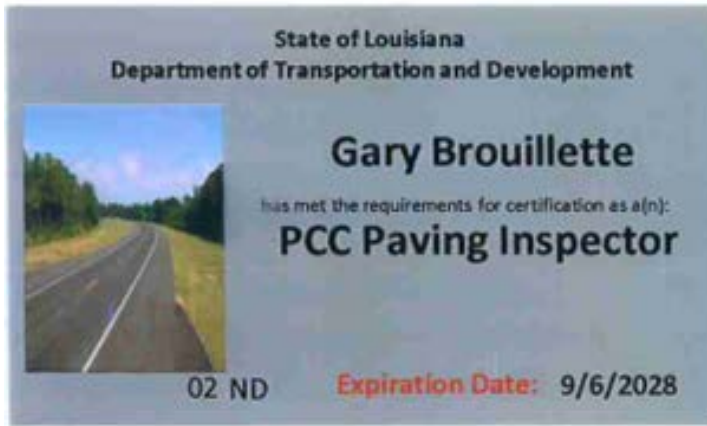 State of Louisiana
Department of Transportation and Development
Gary Brouillette
has met the requirements for certification as a(n):
PCC Paving Inspector
02 ND
Expiration Date: 9/6/2028